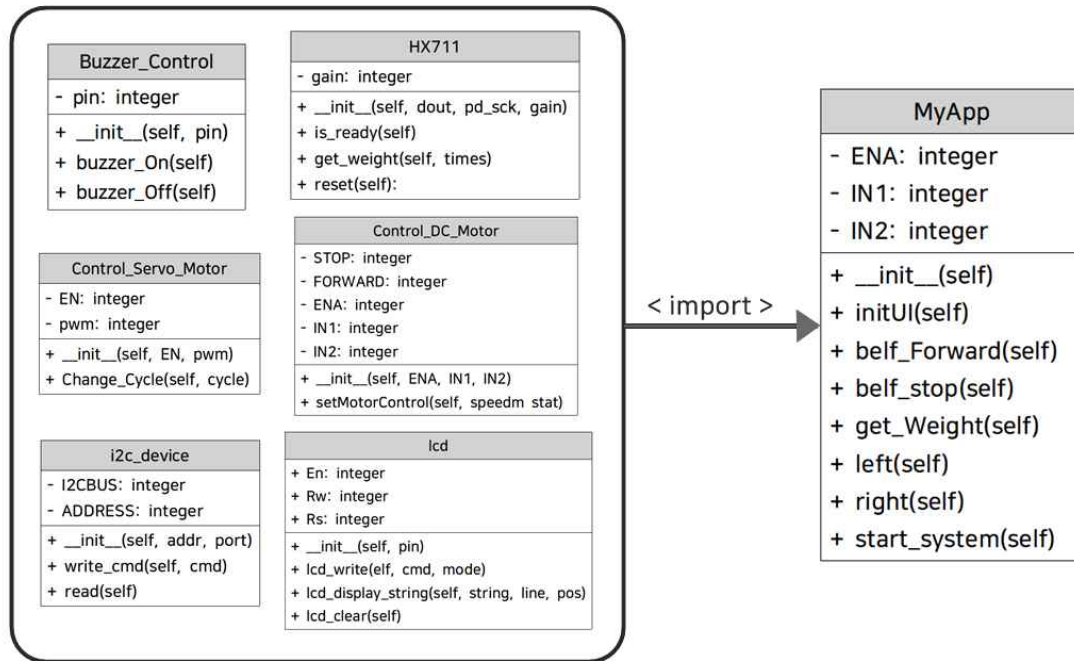 Buzzer_Control
- pin: integer
+ __init__(self, pin)
+ buzzer_On(self)
+ buzzer_Off(self)
HX711
- gain: integer
+ __init__(self, dout, pd_sck, gain)
+ is_ready(self)
+ get_weight(self, times)
+ reset(self):
Control_Servo_Motor
- EN: integer
- pwm: integer
+ __init__(self, EN, pwm)
+ Change_Cycle(self, cycle)
Control_DC_Motor
- STOP: integer
- FORWARD: integer
- ENA: integer
- IN1: integer
- IN2: integer
+ __init__(self, ENA, IN1, IN2)
+ setMotorControl(self, speedm stat)
i2c_device
- I2CBUS: integer
- ADDRESS: integer
+ __init__(self, addr, port)
+ write_cmd(self, cmd)
+ read(self)
lcd
+ En: integer
+ Rw: integer
+ Rs: integer
+ __init__(self, pin)
+ lcd_write(elf, cmd, mode)
+ lcd_display_string(self, string, line, pos)
+ lcd_clear(self)
< import >
MyApp
- ENA: integer
- IN1: integer
- IN2: integer
+ __init__(self)
+ initUI(self)
+ belf_Forward(self)
+ belf_stop(self)
+ get_Weight(self)
+ left(self)
+ right(self)
+ start_system(self)